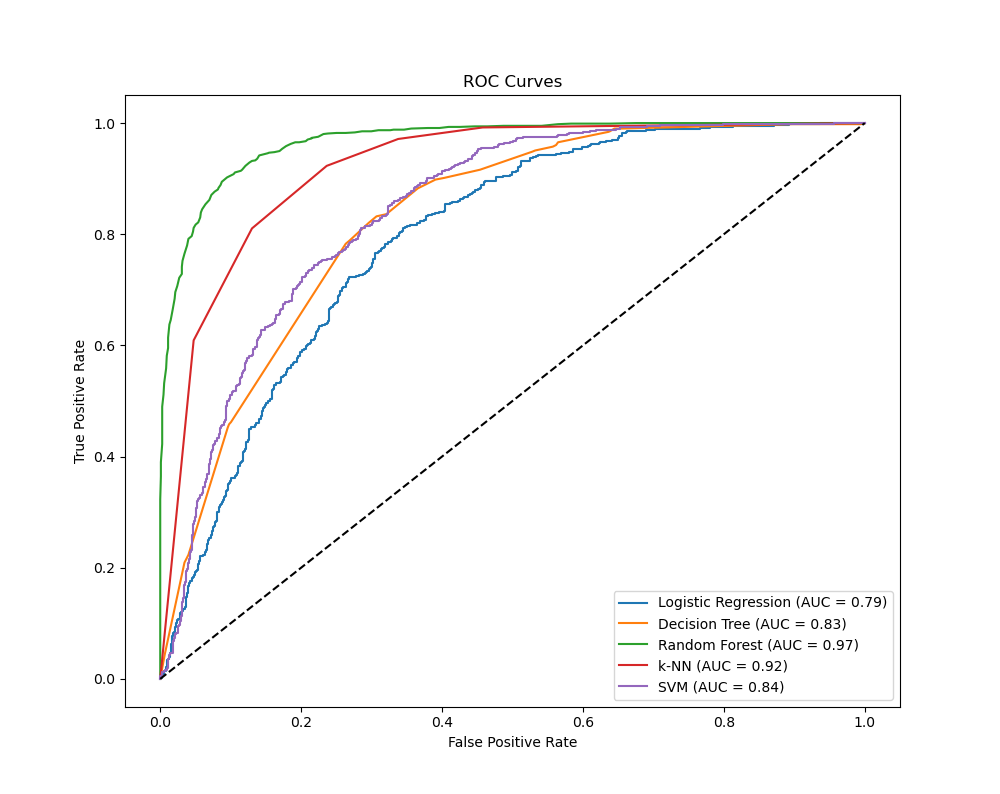 ROC Curves
True Positive Rate
1.0
0.8
0.6
0.4
0.2
0.0
Logistic Regression (AUC = 0.79)
Decision Tree (AUC = 0.83)
Random Forest (AUC = 0.97)
k-NN (AUC = 0.92)
SVM (AUC = 0.84)
0.0 0.2 0.4 0.6 0.8 1.0
False Positive Rate